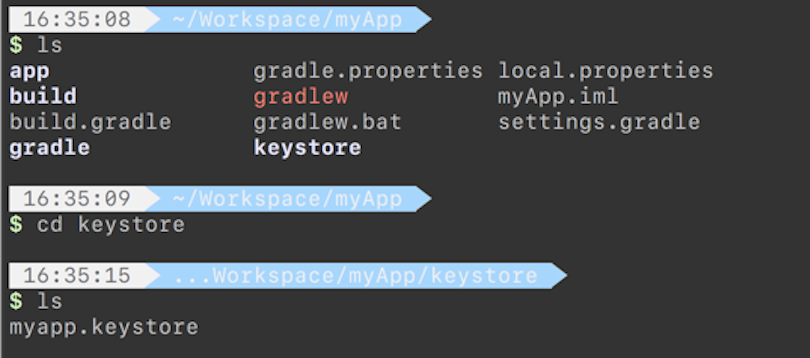 16:35:08 ~/Workspace/myApp
$ ls
app gradle.properties local.properties
build gradlew myApp.iml
build.gradle gradlew.bat settings.gradle
gradle keystore
16:35:09 ~/Workspace/myApp
$ cd keystore
16:35:15 ...Workspace/myApp/keystore
$ ls
myapp.keystore